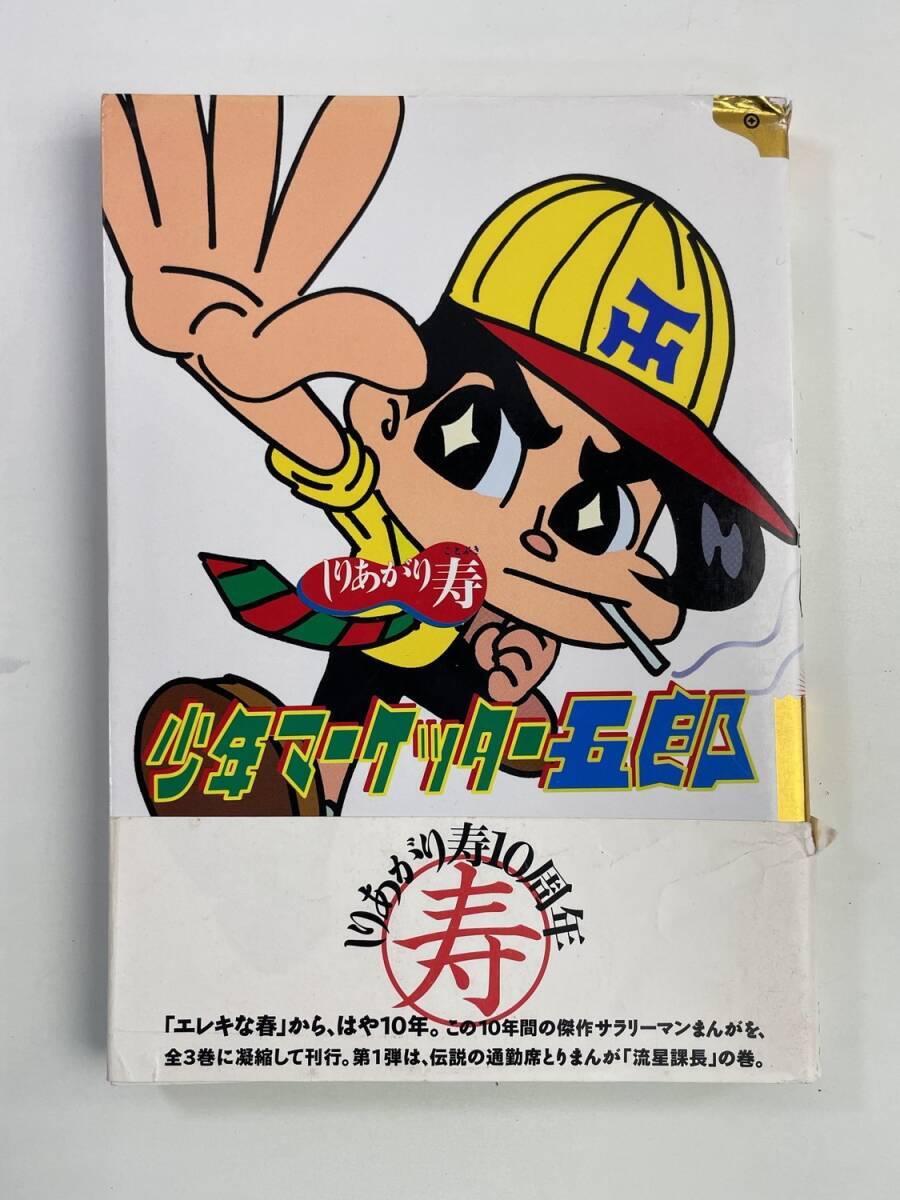 王
ことぶき
しりあがり寿
少年マーケッター五郎
しりあがり寿10周年
寿
「エレキな春」から、はや10年。この10年間の傑作サラリーマンまんがを、
全3巻に凝縮して刊行。第1弾は、伝説の通勤席とりまんが「流星課長」の巻。